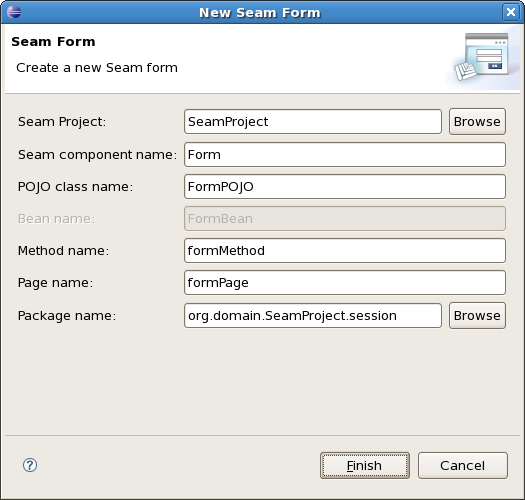 New Seam Form
Seam Form
Create a new Seam form
Seam Project: SeamProject Browse
Seam component name: Form
POJO class name: FormPOJO
Bean name: FormBean
Method name: formMethod
Page name: formPage
Package name: org.domain.SeamProject.session Browse
? Finish Cancel